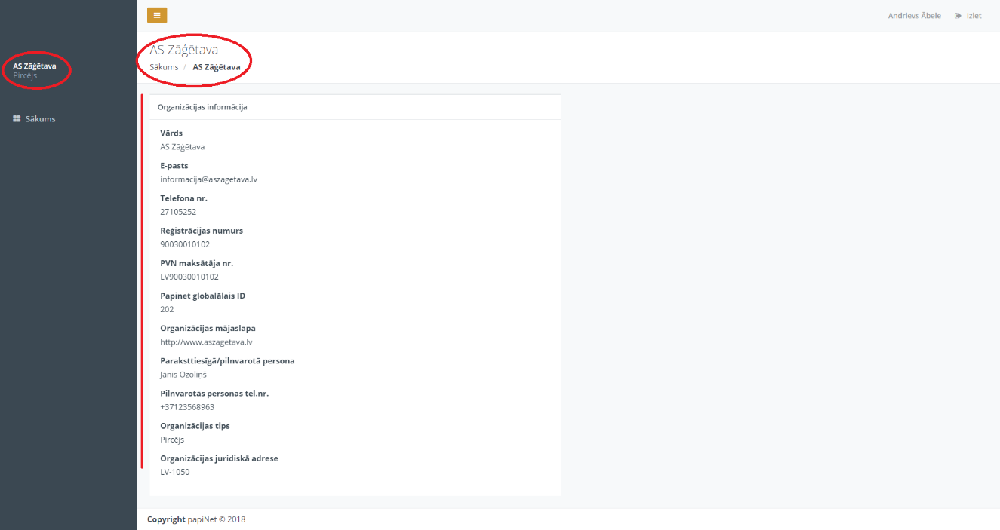 Andrievs Ābele Iziet
AS Zāģētava
Pircējs
Sākums
AS Zāģētava
Sākums / AS Zāģētava
Organizācijas informācija
Vārds
AS Zāģētava
E-pasts
informacija@aszagetava.lv
Telefona nr.
27105252
Reģistrācijas numurs
90030010102
PVN maksātāja nr.
LV90030010102
Papinet globalālais ID
202
Organizācijas mājaslapa
http://www.aszagetava.lv
Paraksttiesīgā/pilnvarotā persona
Jānis Ozoliņš
Pilnvarotās personas tel.nr.
+37123568963
Organizācijas tips
Pircējs
Organizācijas juridiskā adrese
LV-1050
Copyright papiNet © 2018